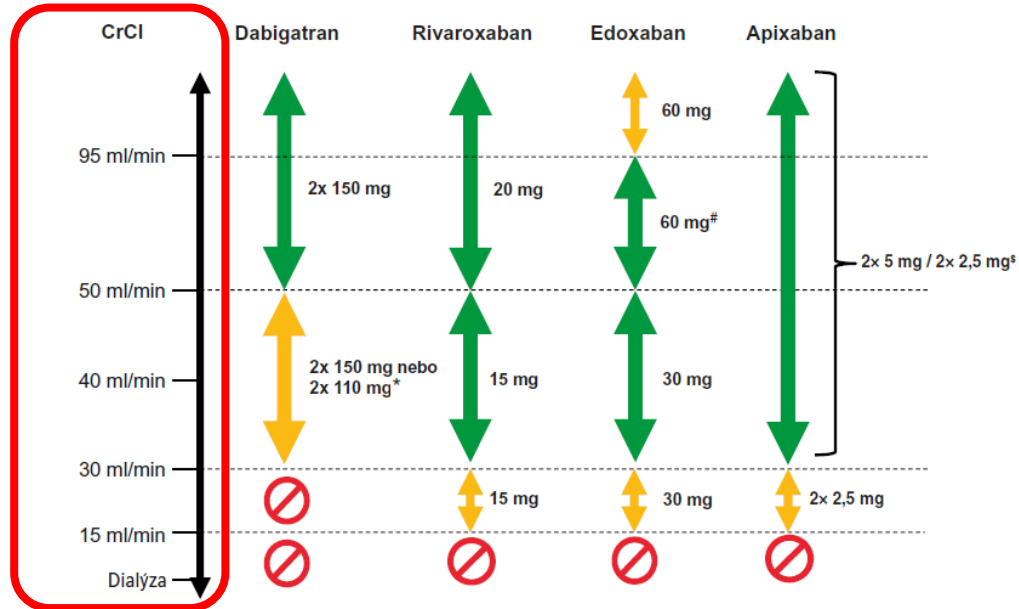 CrCl Dabigatran Rivaroxaban Edoxaban Apixaban
60 mg
95 ml/min
2x 150 mg 20 mg
60 mg#
2× 5 mg / 2× 2,5 mg$
50 ml/min
2x 150 mg nebo
2x 110 mg*
40 ml/min 15 mg 30 mg
30 ml/min
15 mg 30 mg 2× 2,5 mg
15 ml/min
Dialýza